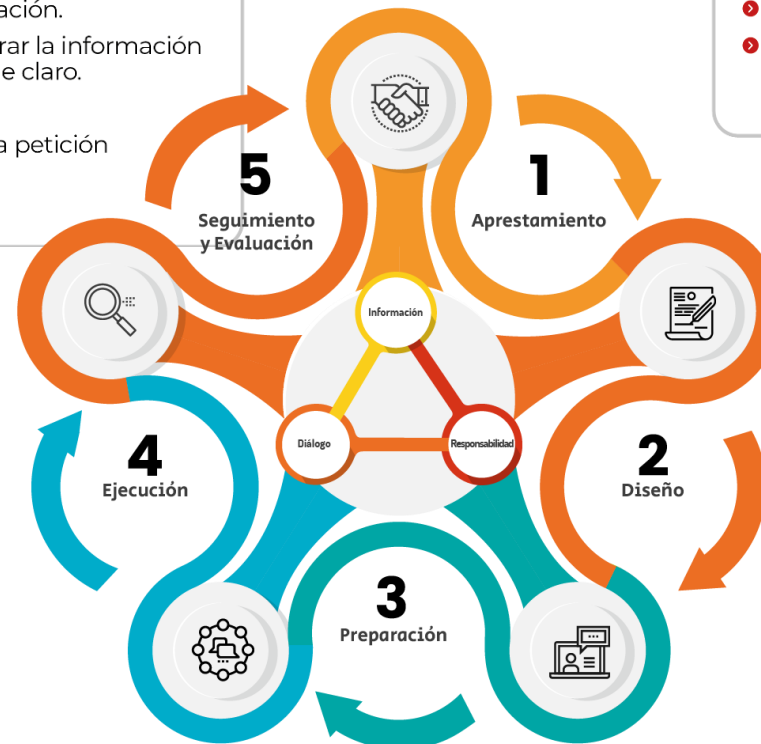 ación.
rar la información
e claro.
a petición
1
Aprestamiento
2
Diseño
3
Preparación
4
Ejecución
5
Seguimiento
y Evaluación
Información
Diálogo
Responsabilidad